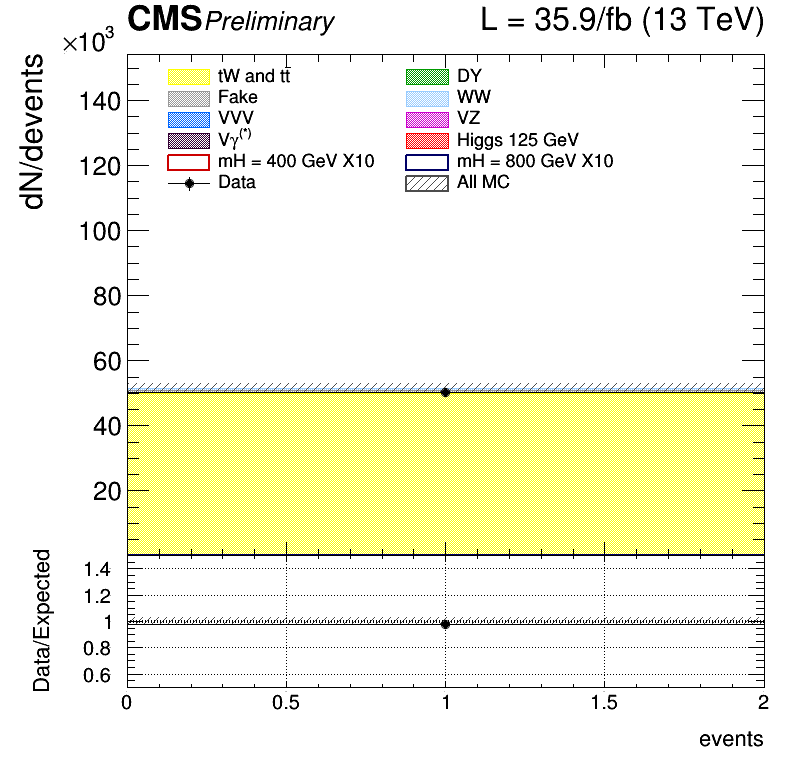 CMS Preliminary L = 35.9/fb (13 TeV)
×10³
dN/devents
140
120
100
80
60
40
20
tW and tt̄
DY
Fake
WW
VVV
VZ
Vγ(*)
Higgs 125 GeV
mH = 400 GeV X10
mH = 800 GeV X10
Data
All MC
Data/Expected
1.4
1.2
1
0.8
0.6
0 0.5 1 1.5 2
events